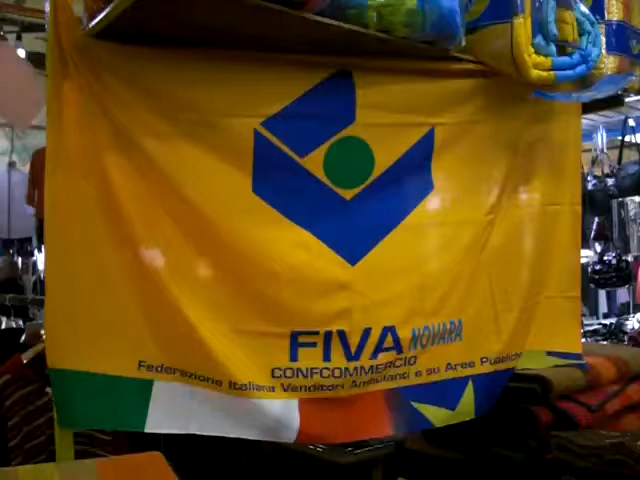 FIVA NOVARA
CONFCOMMERCIO
Federazione Italiana Venditori Ambulanti e su Aree Pubbliche